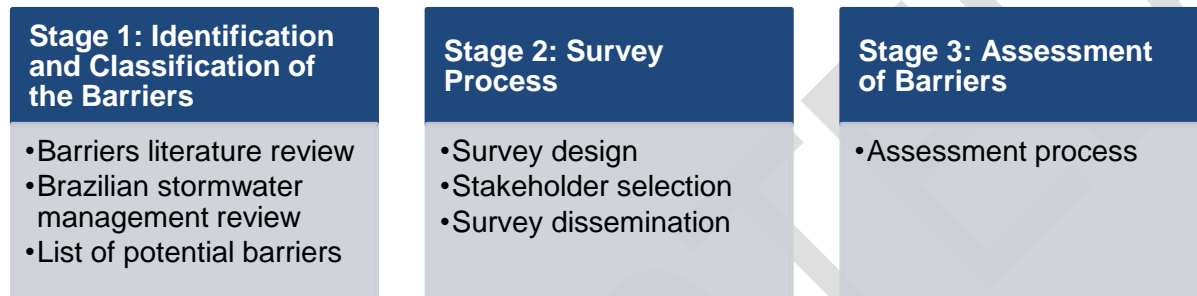 Stage 1: Identification
and Classification of
the Barriers
•Barriers literature review
•Brazilian stormwater
management review
•List of potential barriers
Stage 2: Survey
Process
•Survey design
•Stakeholder selection
•Survey dissemination
Stage 3: Assessment
of Barriers
•Assessment process